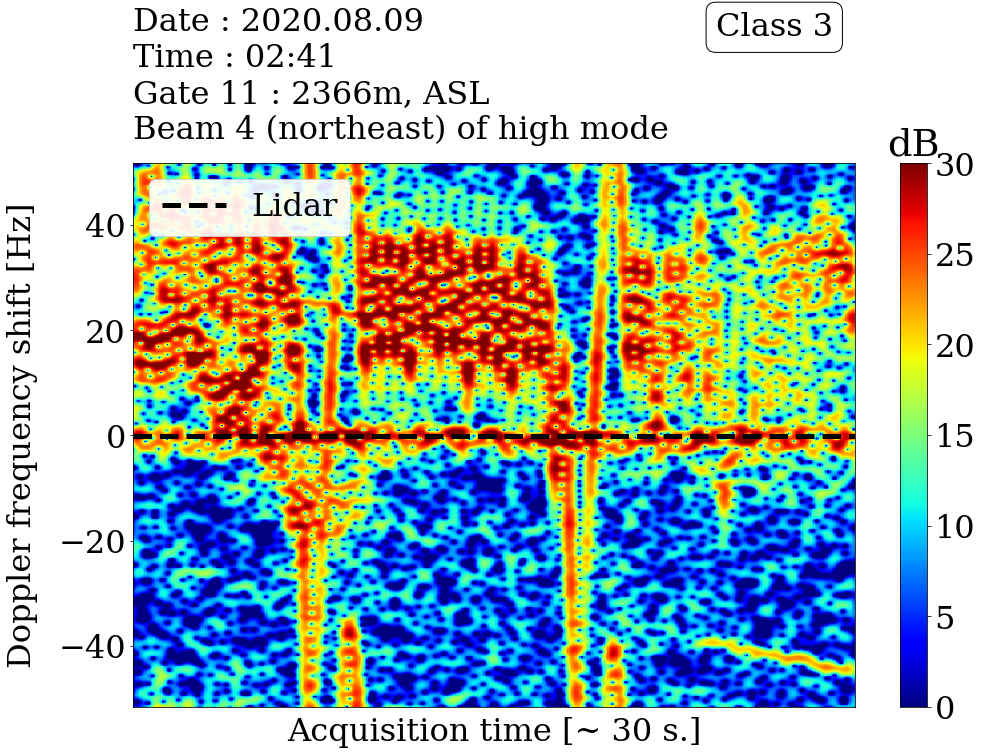 Date : 2020.08.09
Class 3
Time : 02:41
Gate 11 : 2366m, ASL
Beam 4 (northeast) of high mode
dB
Lidar
Doppler frequency shift [Hz]
40
20
0
−20
−40
30
25
20
15
10
5
0
Acquisition time [~ 30 s.]